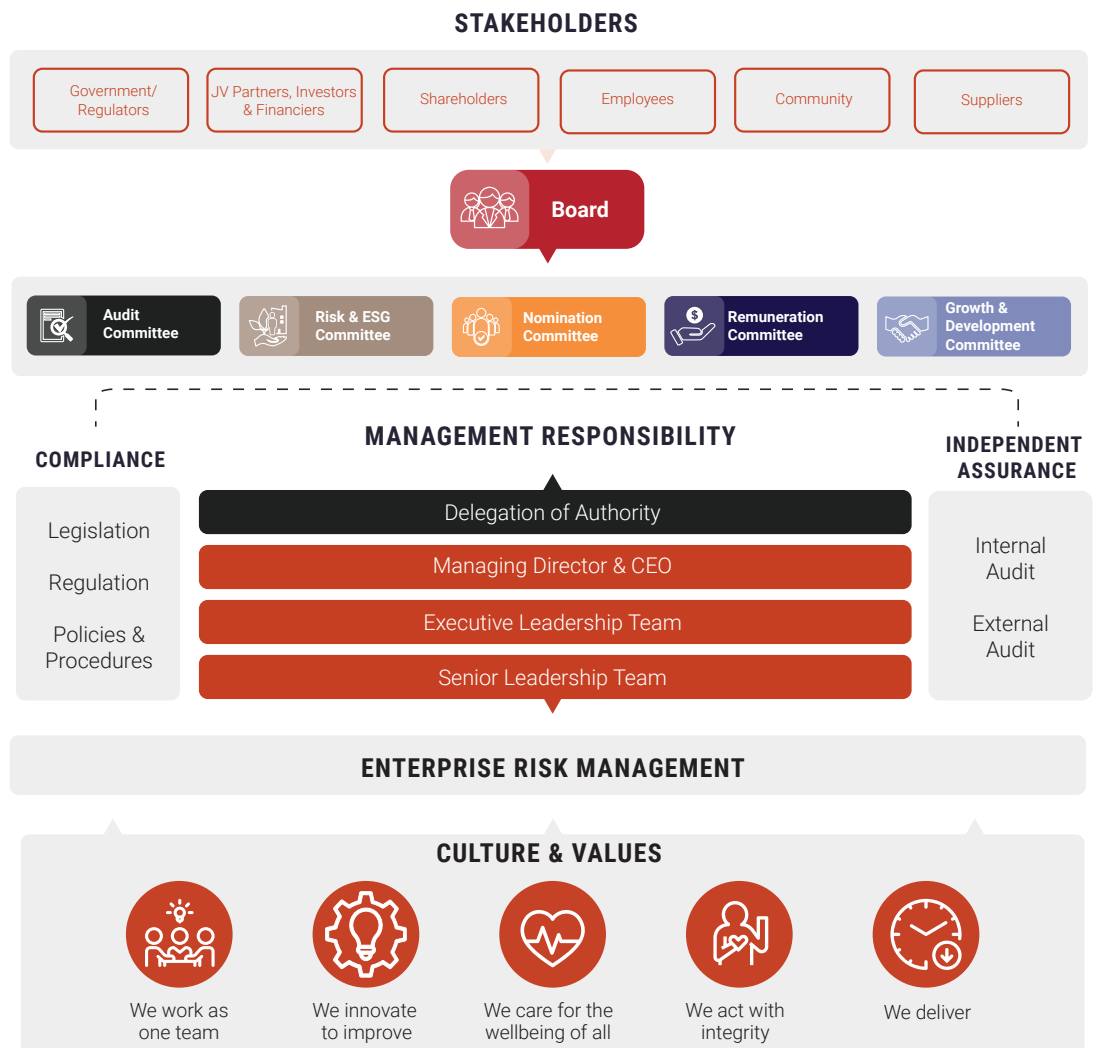 STAKEHOLDERS
Government/
Regulators
JV Partners, Investors
& Financiers
Shareholders
Employees
Community
Suppliers
Board
Audit
Committee
Risk & ESG
Committee
Nomination
Committee
$
Remuneration
Committee
Growth &
Development
Committee
MANAGEMENT RESPONSIBILITY
COMPLIANCE
Legislation
Regulation
Policies &
Procedures
Delegation of Authority
Managing Director & CEO
Executive Leadership Team
Senior Leadership Team
INDEPENDENT
ASSURANCE
Internal
Audit
External
Audit
ENTERPRISE RISK MANAGEMENT
CULTURE & VALUES
We work as
one team
We innovate
to improve
We care for the
wellbeing of all
We act with
integrity
We deliver